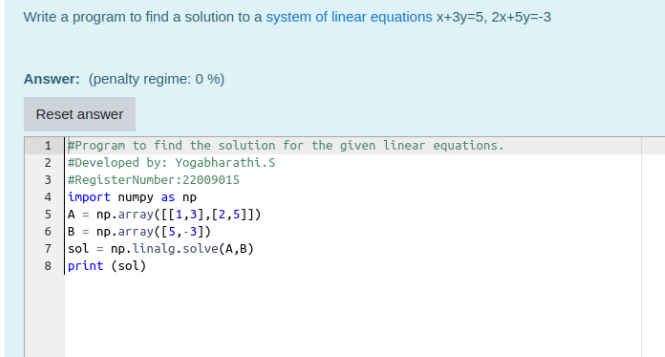 Write a program to find a solution to a system of linear equations x+3y=5, 2x+5y=-3
Answer: (penalty regime: 0 %)
Reset answer
1 #Program to find the solution for the given linear equations.
2 #Developed by: Yogabharathi.S
3 #RegisterNumber:22009015
4 import numpy as np
5 A = np.array([[1,3],[2,5]])
6 B = np.array([5,-3])
7 sol = np.linalg.solve(A,B)
8 print (sol)